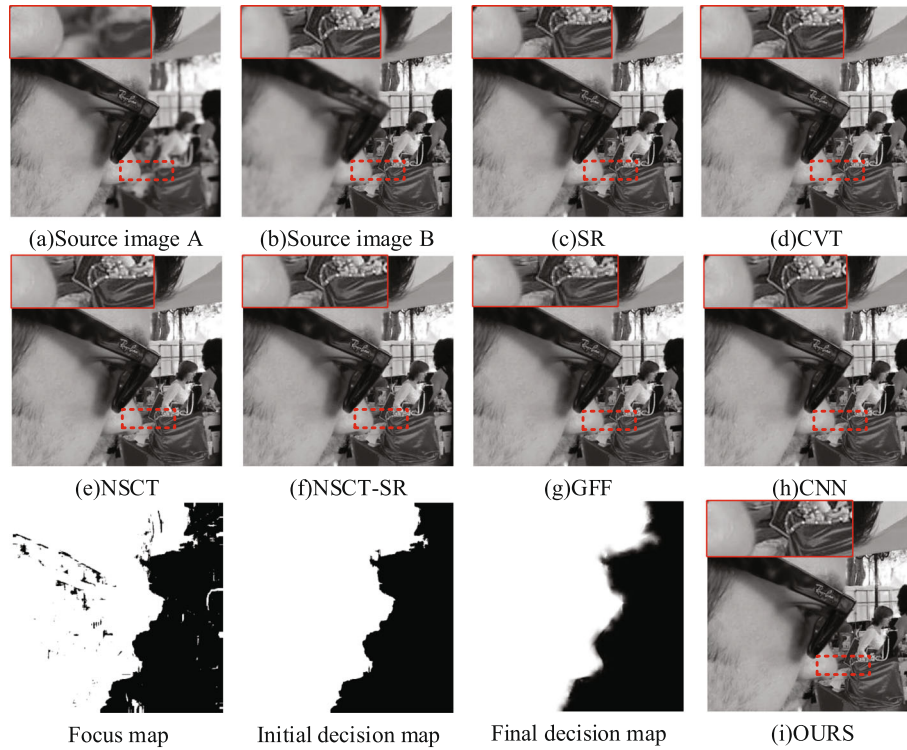 (a)Source image A
(b)Source image B
(c)SR
(d)CVT
(e)NSCT
(f)NSCT-SR
(g)GFF
(h)CNN
Focus map
Initial decision map
Final decision map
(i)OURS